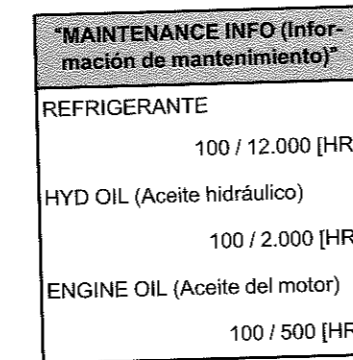 "MAINTENANCE INFO (Infor-
mación de mantenimiento)"
REFRIGERANTE
100 / 12.000 [HR
HYD OIL (Aceite hidráulico)
100 / 2.000 [HR
ENGINE OIL (Aceite del motor)
100 / 500 [HR